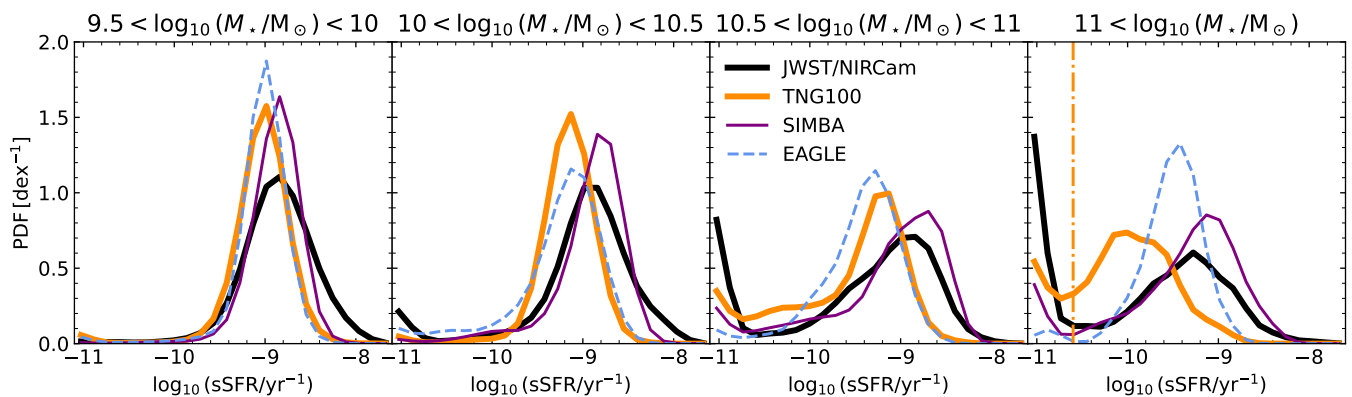 9.5 < log₁₀ (M⋆/M⊙) < 10
10 < log₁₀ (M⋆/M⊙) < 10.5
10.5 < log₁₀ (M⋆/M⊙) < 11
11 < log₁₀ (M⋆/M⊙)
PDF [dex⁻¹]
2.0
1.5
1.0
0.5
0.0
JWST/NIRCam
TNG100
SIMBA
EAGLE
−11 −10 −9 −8
−11 −10 −9 −8
−11 −10 −9 −8
−11 −10 −9 −8
log₁₀ (sSFR/yr⁻¹)
log₁₀ (sSFR/yr⁻¹)
log₁₀ (sSFR/yr⁻¹)
log₁₀ (sSFR/yr⁻¹)